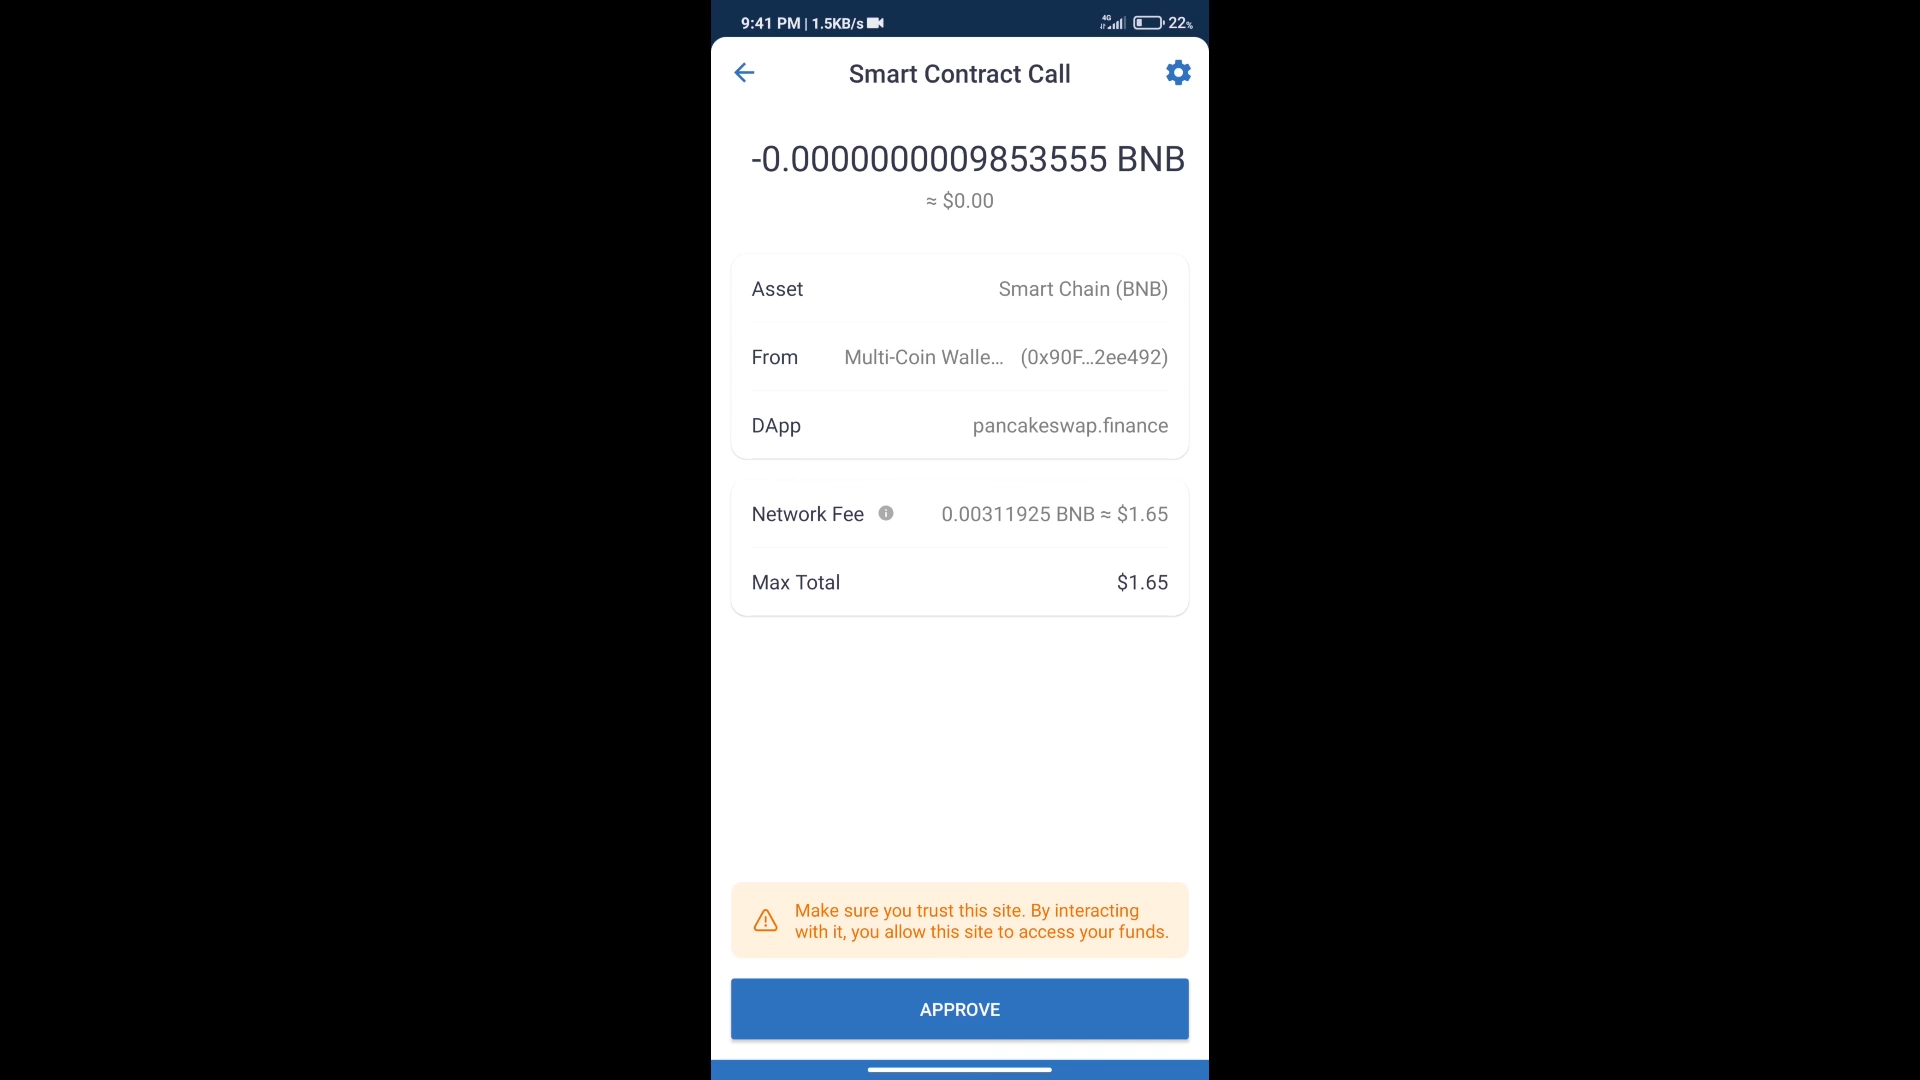 9:41 PM | 1.5KB/s 4G 22%
Smart Contract Call
-0.0000000009853555 BNB
≈ $0.00
Asset Smart Chain (BNB)
From Multi-Coin Walle... (0x90F...2ee492)
DApp pancakeswap.finance
Network Fee 0.00311925 BNB ≈ $1.65
Max Total $1.65
Make sure you trust this site. By interacting
with it, you allow this site to access your funds.
APPROVE